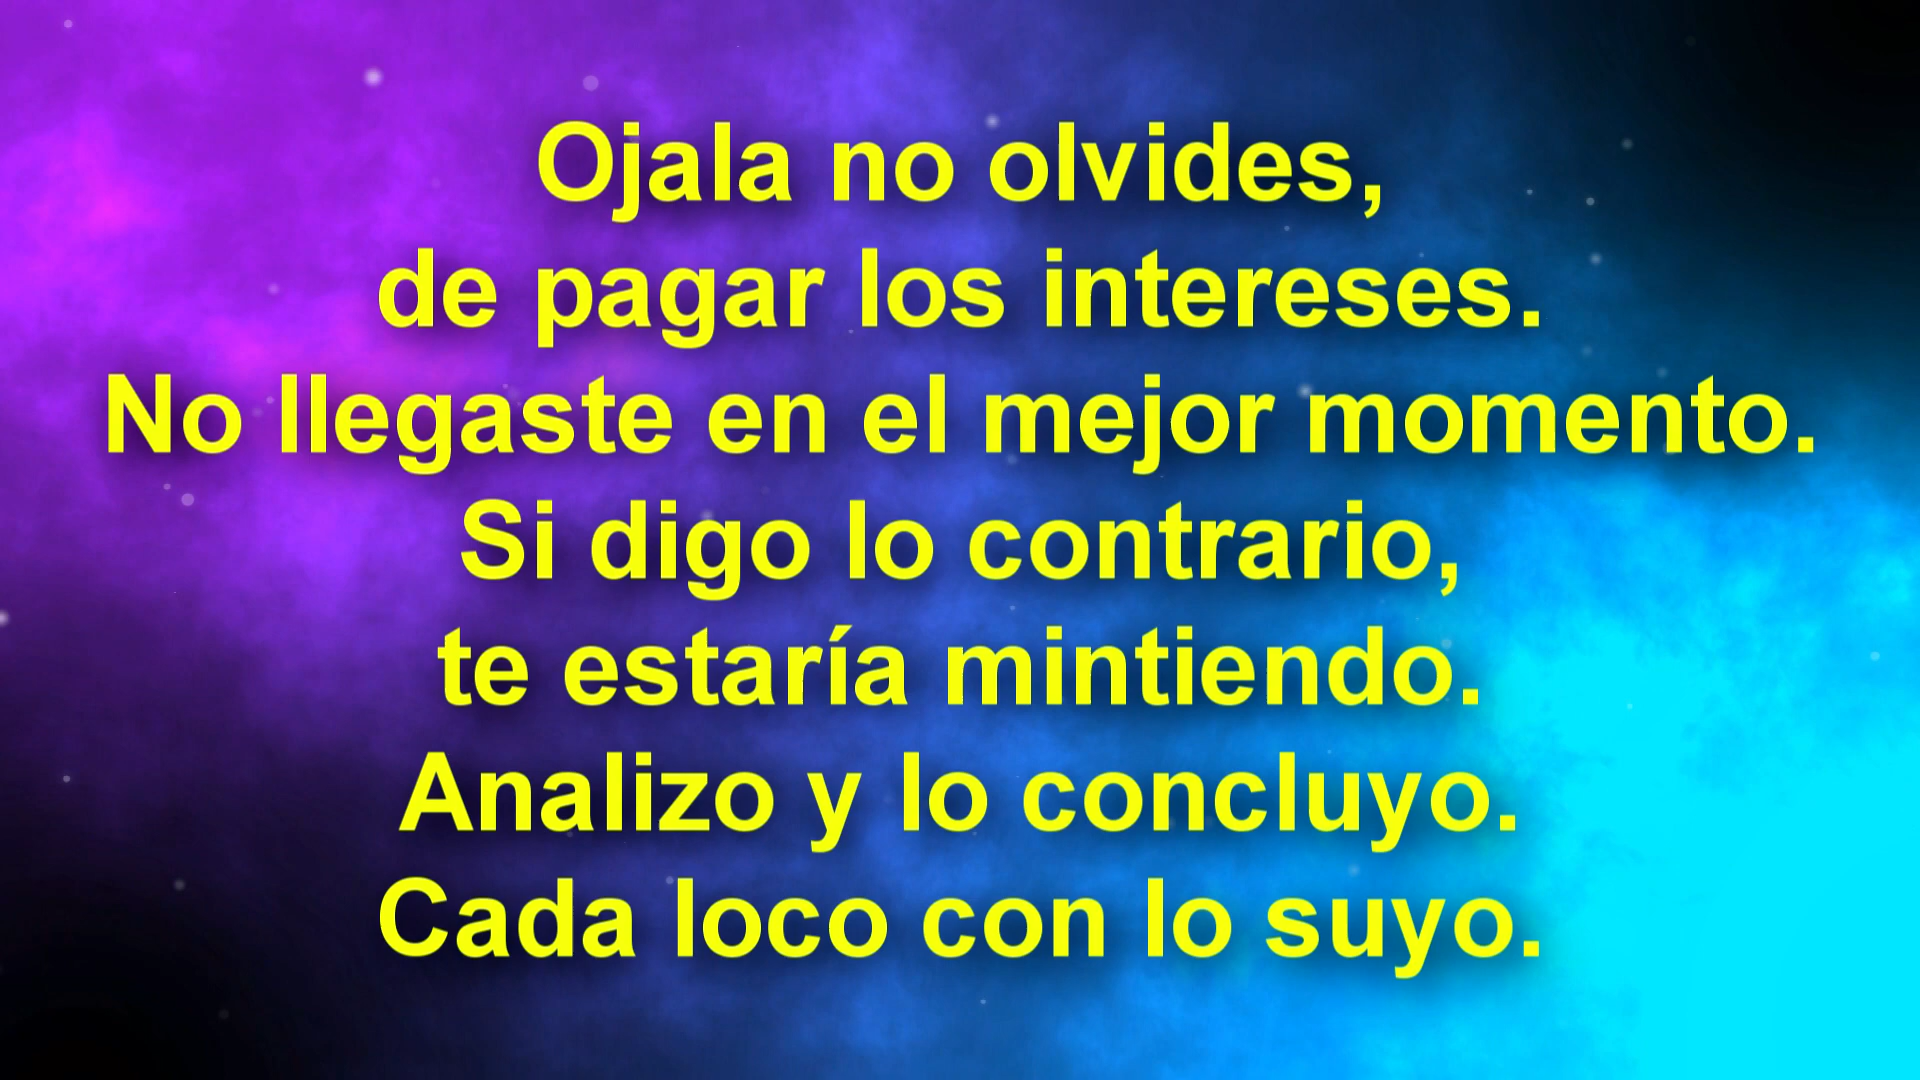 Ojala no olvides,
de pagar los intereses.
No llegaste en el mejor momento.
Si digo lo contrario,
te estaría mintiendo.
Analizo y lo concluyo.
Cada loco con lo suyo.